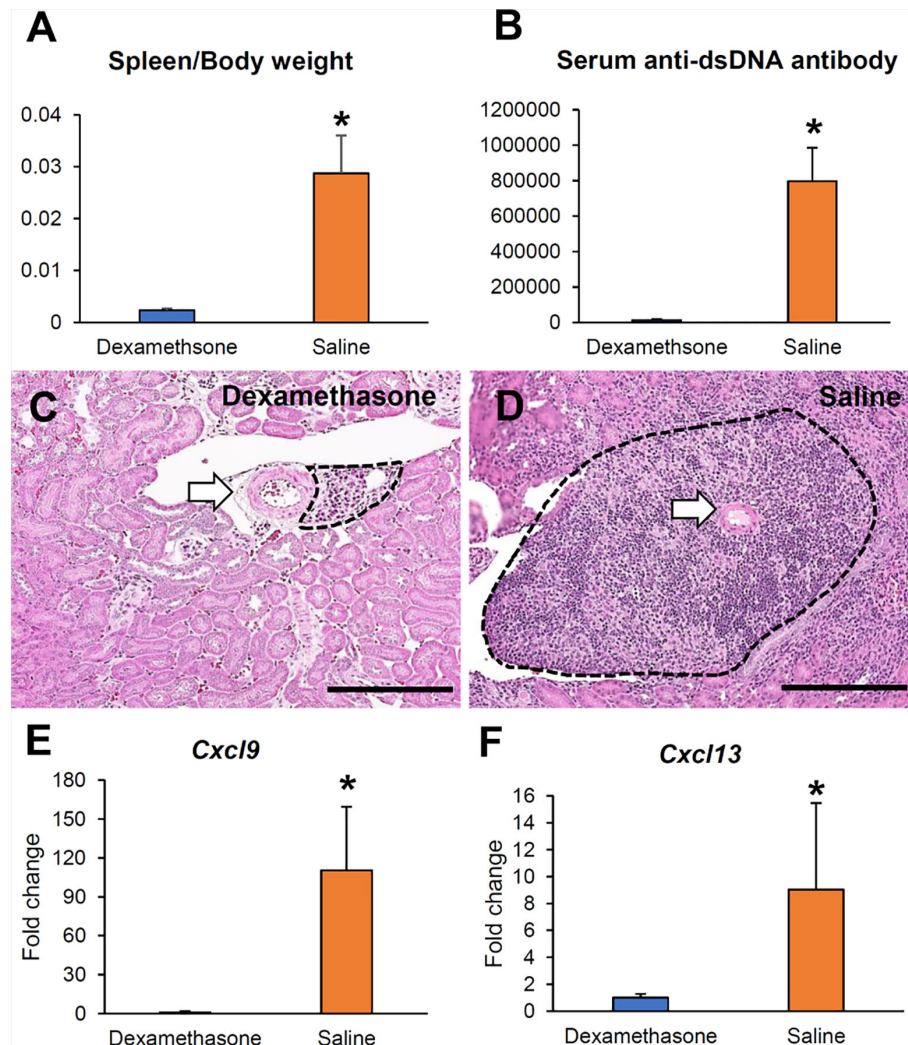 A
Spleen/Body weight
0.04
0.03
0.02
0.01
0
*
Dexamethsone
Saline
B
Serum anti-dsDNA antibody
1200000
1000000
800000
600000
400000
200000
0
*
Dexamethsone
Saline
C
Dexamethasone
D
Saline
E
Cxcl9
Fold change
180
150
120
90
60
30
0
*
Dexamethasone
Saline
F
Cxcl13
Fold change
16
14
12
10
8
6
4
2
0
*
Dexamethasone
Saline